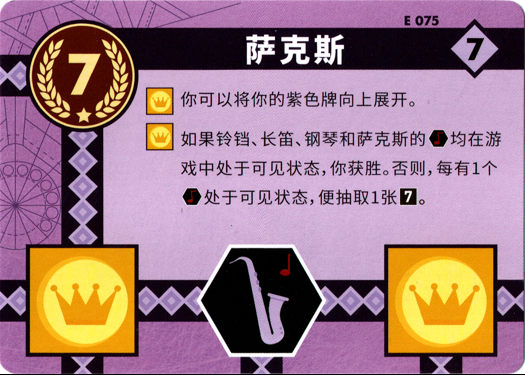 E 075
7
萨克斯
7
你可以将你的紫色牌向上展开。
如果铃铛、长笛、钢琴和萨克斯的均在游
戏中处于可见状态，你获胜。否则，每有1个
处于可见状态，便抽取1张7。